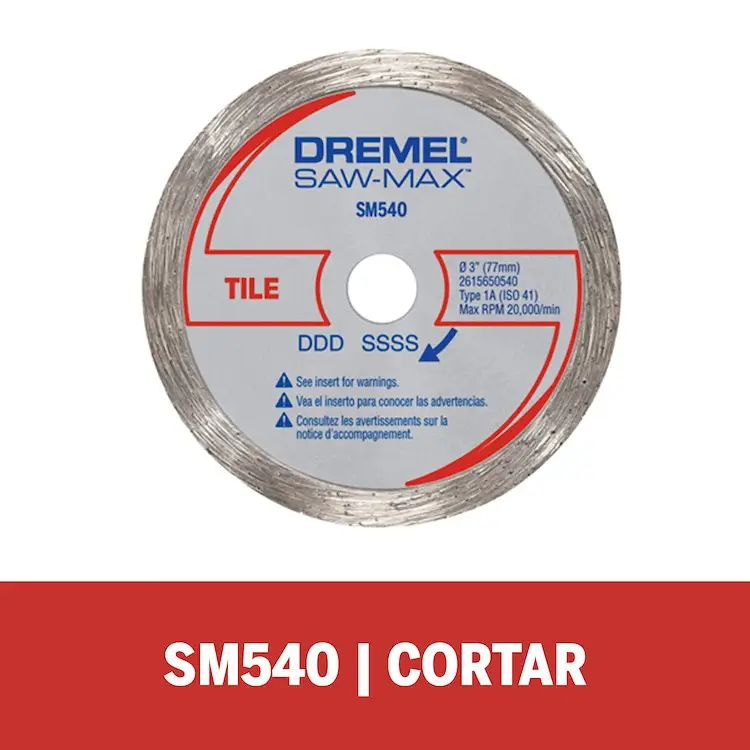 DREMEL®
SAW-MAX™
SM540
TILE
Ø 3" (77mm)
2615650540
Type 1A (ISO 41)
Max RPM 20,000/min
DDD SSSS
See insert for warnings.
Vea el inserto para conocer las advertencias.
Consultez les avertissements sur la
notice d'accompagnement.
SM540 | CORTAR